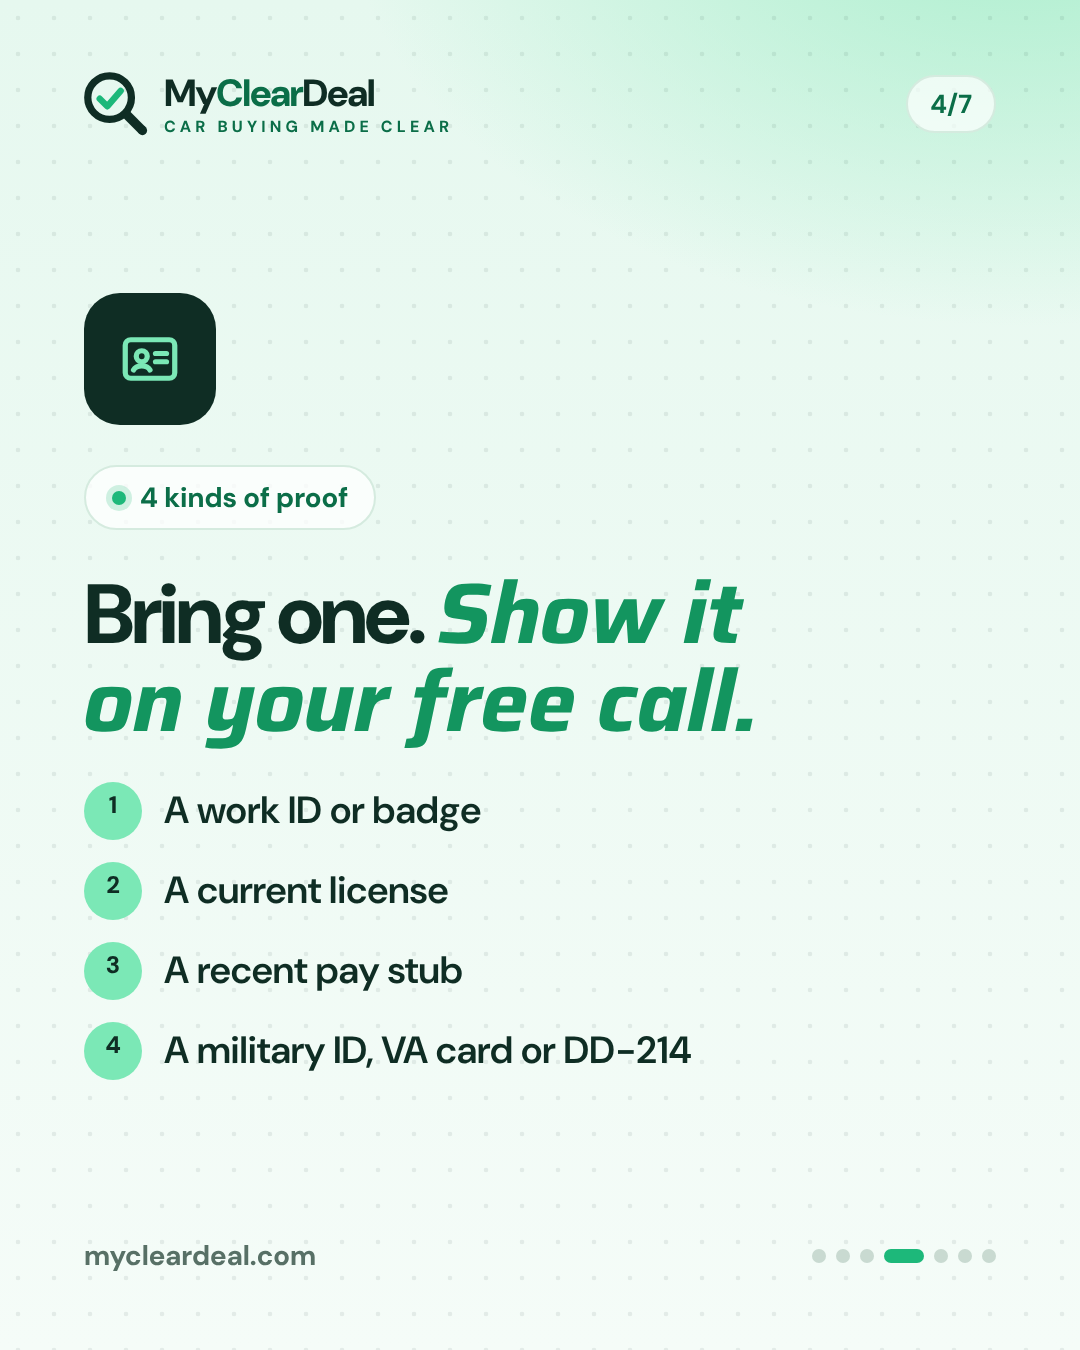 MyClearDeal
CAR BUYING MADE CLEAR
4/7
4 kinds of proof
Bring one. Show it
on your free call.
1 A work ID or badge
2 A current license
3 A recent pay stub
4 A military ID, VA card or DD-214
mycleardeal.com